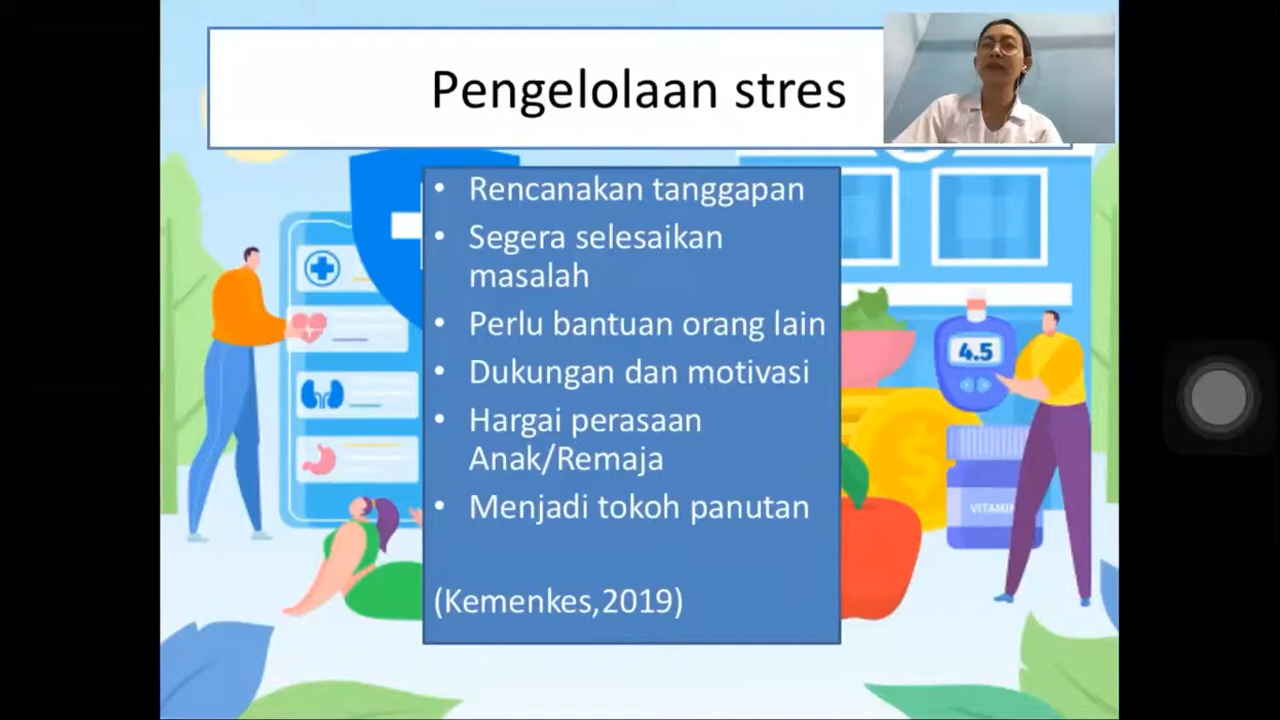 Pengelolaan stres
• Rencanakan tanggapan
• Segera selesaikan
masalah
• Perlu bantuan orang lain
• Dukungan dan motivasi
• Hargai perasaan
Anak/Remaja
• Menjadi tokoh panutan
(Kemenkes,2019)
4.5